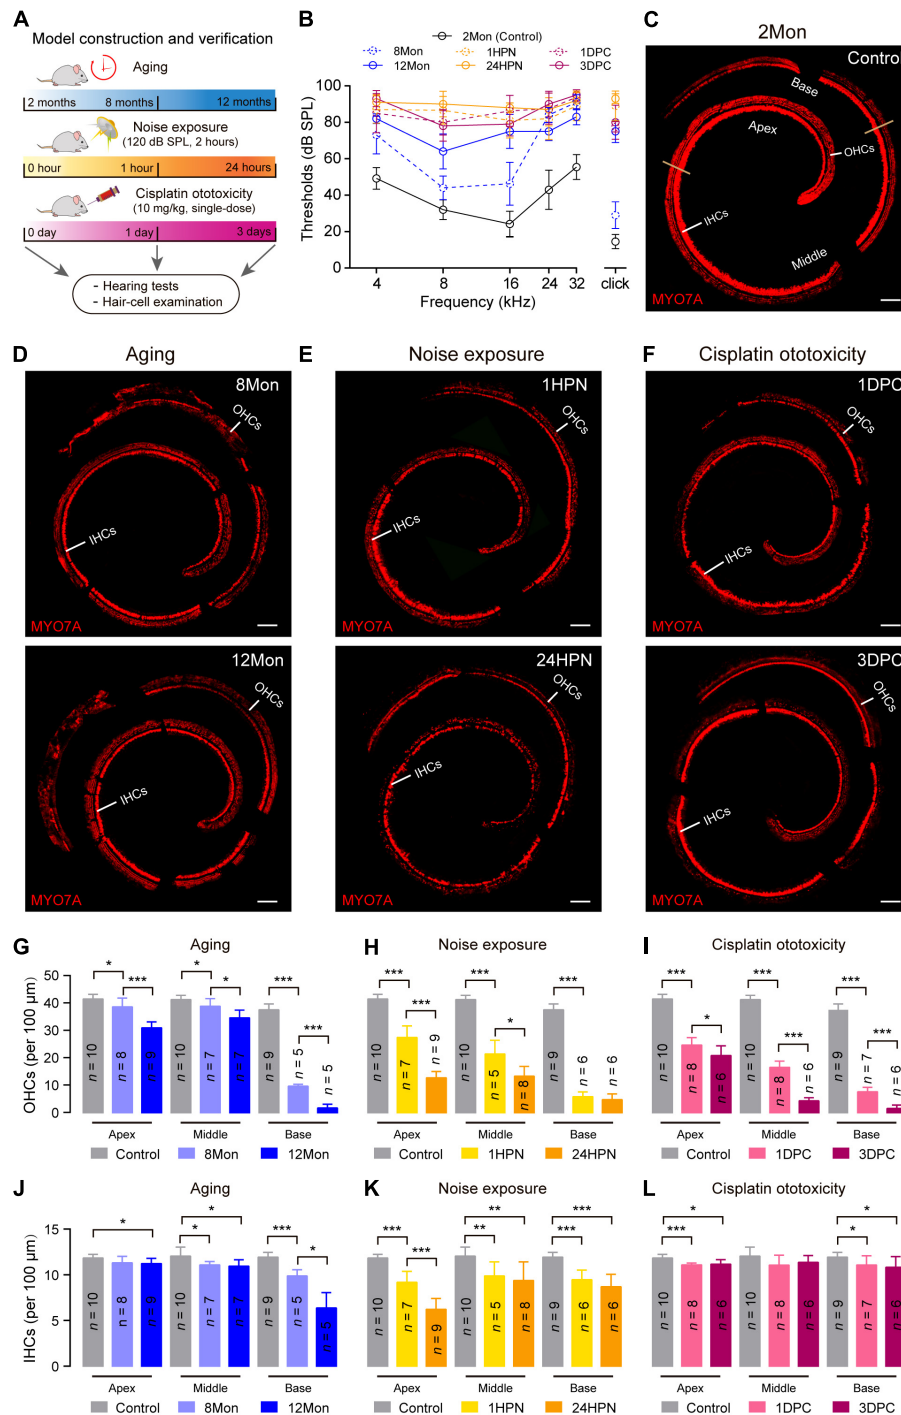 A
Model construction and verification
Aging
2 months 8 months 12 months
Noise exposure
(120 dB SPL, 2 hours)
0 hour 1 hour 24 hours
Cisplatin ototoxicity
(10 mg/kg, single-dose)
0 day 1 day 3 days
- Hearing tests
- Hair-cell examination
B
2Mon (Control)
8Mon 1HPN 1DPC
12Mon 24HPN 3DPC
Thresholds (dB SPL)
100
80
60
40
20
0
4 8 16 24 32 click
Frequency (kHz)
C
2Mon
Control
Base
Apex
OHCs
IHCs
Middle
MYO7A
D
Aging
8Mon
OHCs
IHCs
MYO7A
12Mon
OHCs
IHCs
MYO7A
E
Noise exposure
1HPN
OHCs
IHCs
MYO7A
24HPN
OHCs
IHCs
MYO7A
F
Cisplatin ototoxicity
1DPC
OHCs
IHCs
MYO7A
3DPC
OHCs
IHCs
MYO7A
G
Aging
OHCs (per 100 μm)
50
40
30
20
10
0
* *** * * *** ***
n = 10 n = 8 n = 9 n = 10 n = 7 n = 7 n = 9 n = 5 n = 5
Apex Middle Base
Control 8Mon 12Mon
H
Noise exposure
*** *** *** * ***
n = 10 n = 7 n = 9 n = 10 n = 5 n = 8 n = 9 n = 6 n = 6
Apex Middle Base
Control 1HPN 24HPN
I
Cisplatin ototoxicity
*** * *** *** *** ***
n = 10 n = 8 n = 6 n = 10 n = 8 n = 6 n = 9 n = 7 n = 6
Apex Middle Base
Control 1DPC 3DPC
J
Aging
IHCs (per 100 μm)
15
10
5
0
* * * *** *
n = 10 n = 8 n = 9 n = 10 n = 7 n = 7 n = 9 n = 5 n = 5
Apex Middle Base
Control 8Mon 12Mon
K
Noise exposure
*** *** ** ** *** ***
n = 10 n = 7 n = 9 n = 10 n = 5 n = 8 n = 9 n = 6 n = 6
Apex Middle Base
Control 1HPN 24HPN
L
Cisplatin ototoxicity
*** * * *
n = 10 n = 8 n = 6 n = 10 n = 8 n = 6 n = 9 n = 7 n = 6
Apex Middle Base
Control 1DPC 3DPC